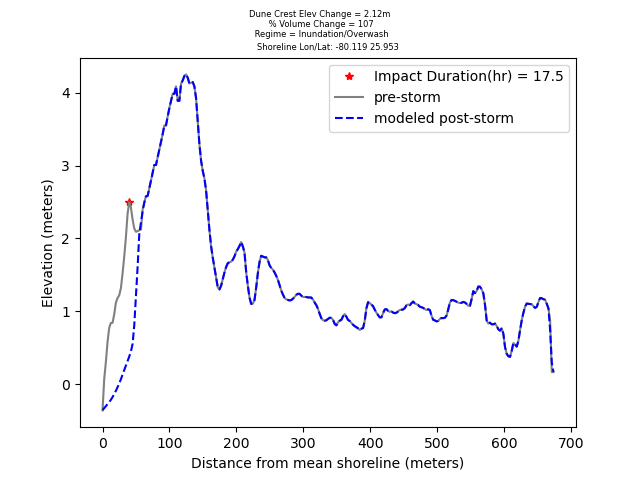 Dune Crest Elev Change = 2.12m
% Volume Change = 107
Regime = Inundation/Overwash
Shoreline Lon/Lat: -80.119 25.953
Impact Duration(hr) = 17.5
pre-storm
modeled post-storm
Elevation (meters)
4
3
2
1
0
0 100 200 300 400 500 600 700
Distance from mean shoreline (meters)